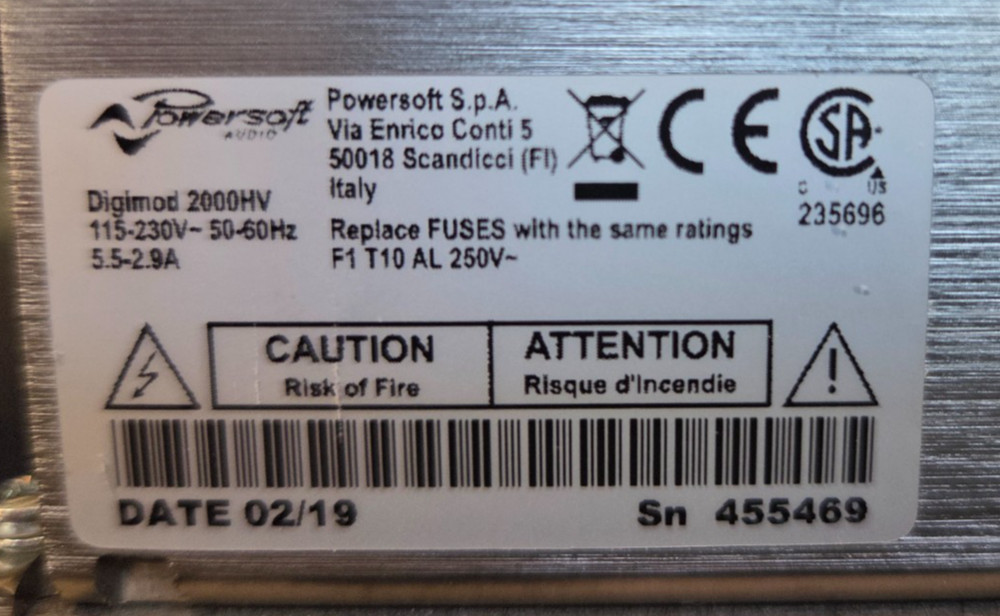 Powersoft
AUDIO
Powersoft S.p.A.
Via Enrico Conti 5
50018 Scandicci (FI)
Italy
CE
SA
C US
235696
Digimod 2000HV
115-230V~ 50-60Hz
5.5-2.9A
Replace FUSES with the same ratings
F1 T10 AL 250V~
CAUTION
Risk of Fire
ATTENTION
Risque d'Incendie
DATE 02/19
Sn 455469